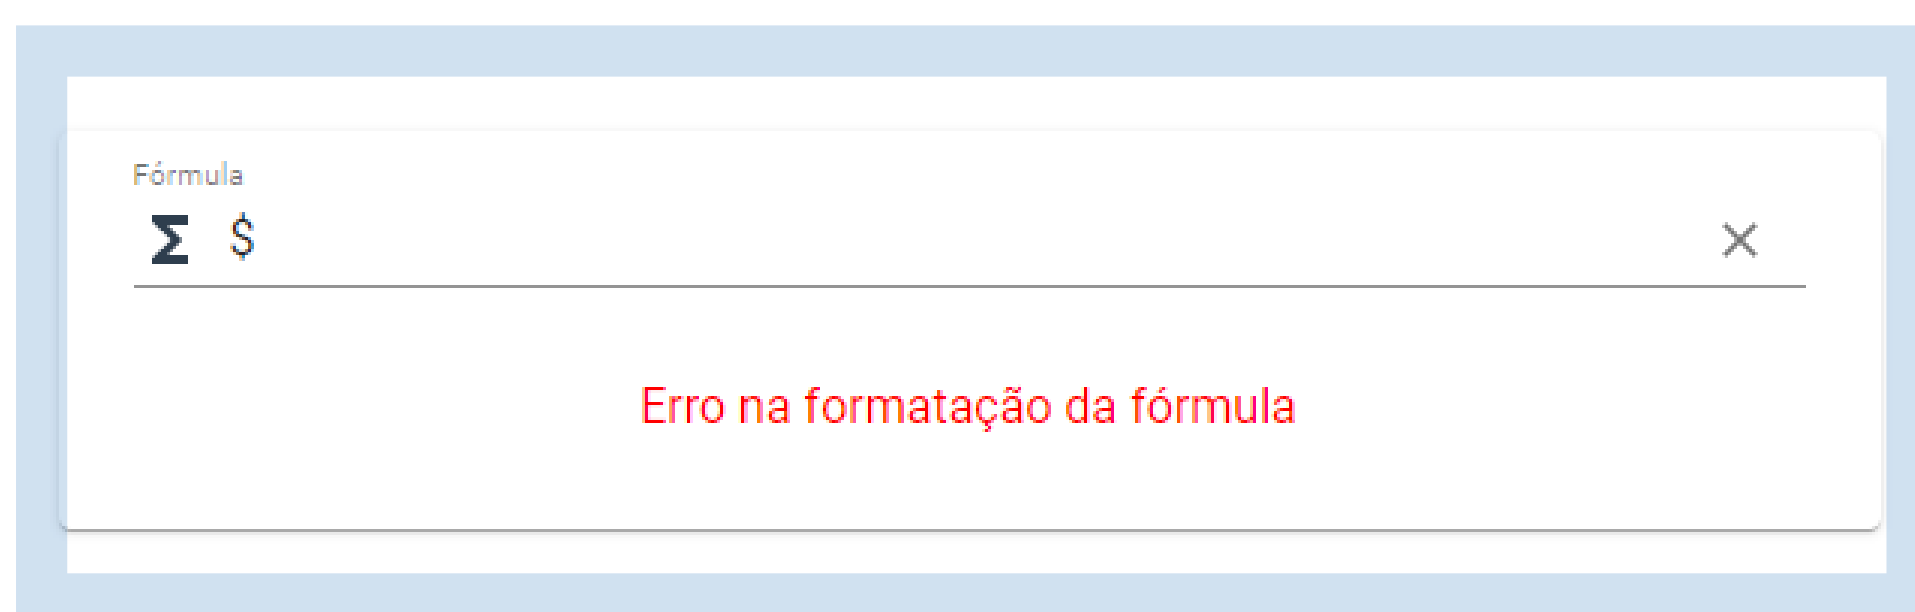 Fórmula
Σ $
Erro na formatação da fórmula